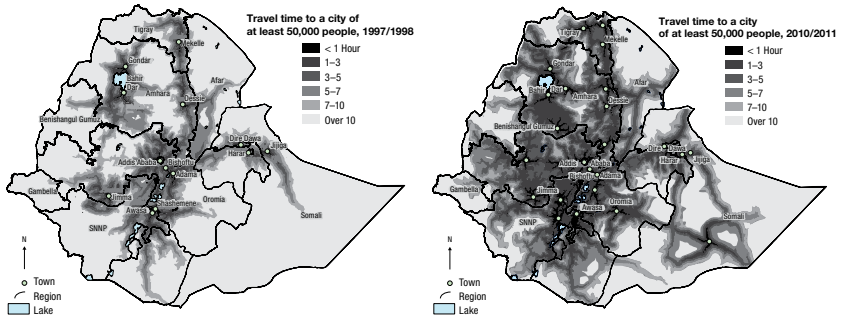 Travel time to a city of
at least 50,000 people, 1997/1998
< 1 Hour
1–3
3–5
5–7
7–10
Over 10
Tigray
Mekelle
Gondar
Bahir
Dar
Afar
Amhara
Dessie
Benishangul Gumuz
Dire Dawa
Harar
Jijiga
Addis Ababa
Bishoftu
Adama
Gambella
Jimma
Shashemene
Awasa
Oromia
Somali
SNNP
N
Town
Region
Lake
Travel time to a city
of at least 50,000 people, 2010/2011
< 1 Hour
1–3
3–5
5–7
7–10
Over 10
Tigray
Mekelle
Gondar
Bahir Dar
Afar
Amhara
Dessie
Benishangul Gumuz
Dire Dawa
Harar
Jijiga
Addis Ababa
Bishoftu
Adama
Gambella
Jimma
Awasa
Oromia
Somali
SNNP
N
Town
Region
Lake